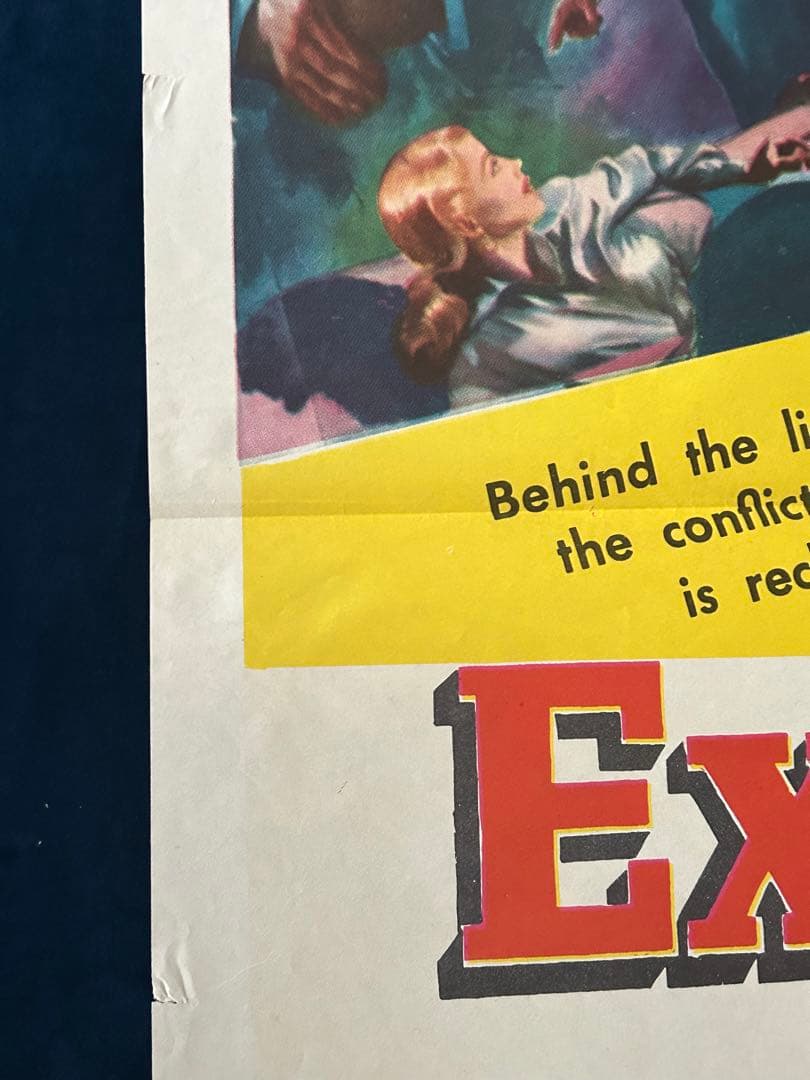 Behind the li
the conflict
is rec
Ex